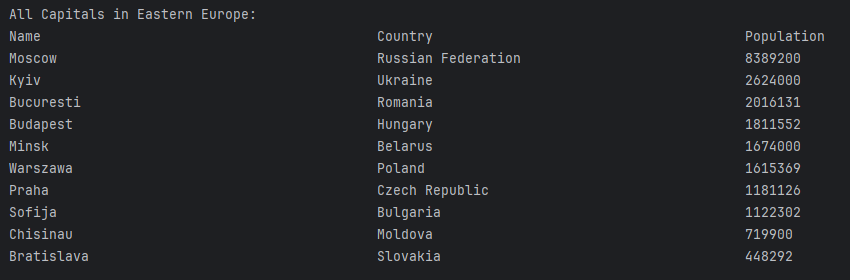 All Capitals in Eastern Europe:
Name Country Population
Moscow Russian Federation 8389200
Kyiv Ukraine 2624000
Bucuresti Romania 2016131
Budapest Hungary 1811552
Minsk Belarus 1674000
Warszawa Poland 1615369
Praha Czech Republic 1181126
Sofija Bulgaria 1122302
Chisinau Moldova 719900
Bratislava Slovakia 448292